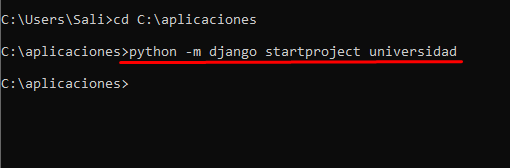 C:\Users\Sali>cd C:\aplicaciones
C:\aplicaciones>python -m django startproject universidad
C:\aplicaciones>